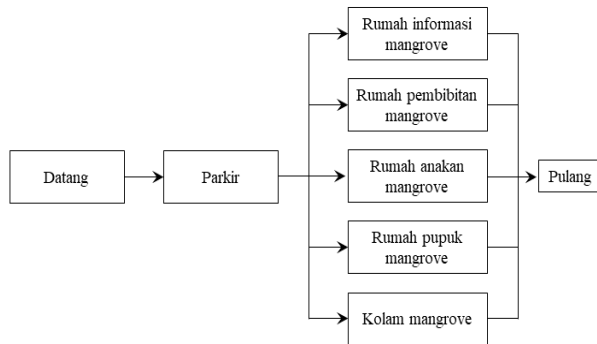 Datang
Parkir
Rumah informasi
mangrove
Rumah pembibitan
mangrove
Rumah anakan
mangrove
Rumah pupuk
mangrove
Kolam mangrove
Pulang